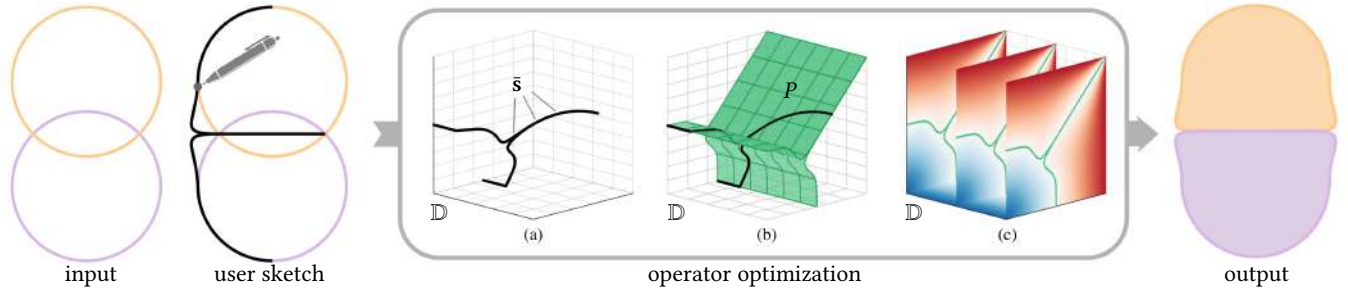 s̄
P
𝔻
𝔻
𝔻
(a)
(b)
(c)
input
user sketch
operator optimization
output